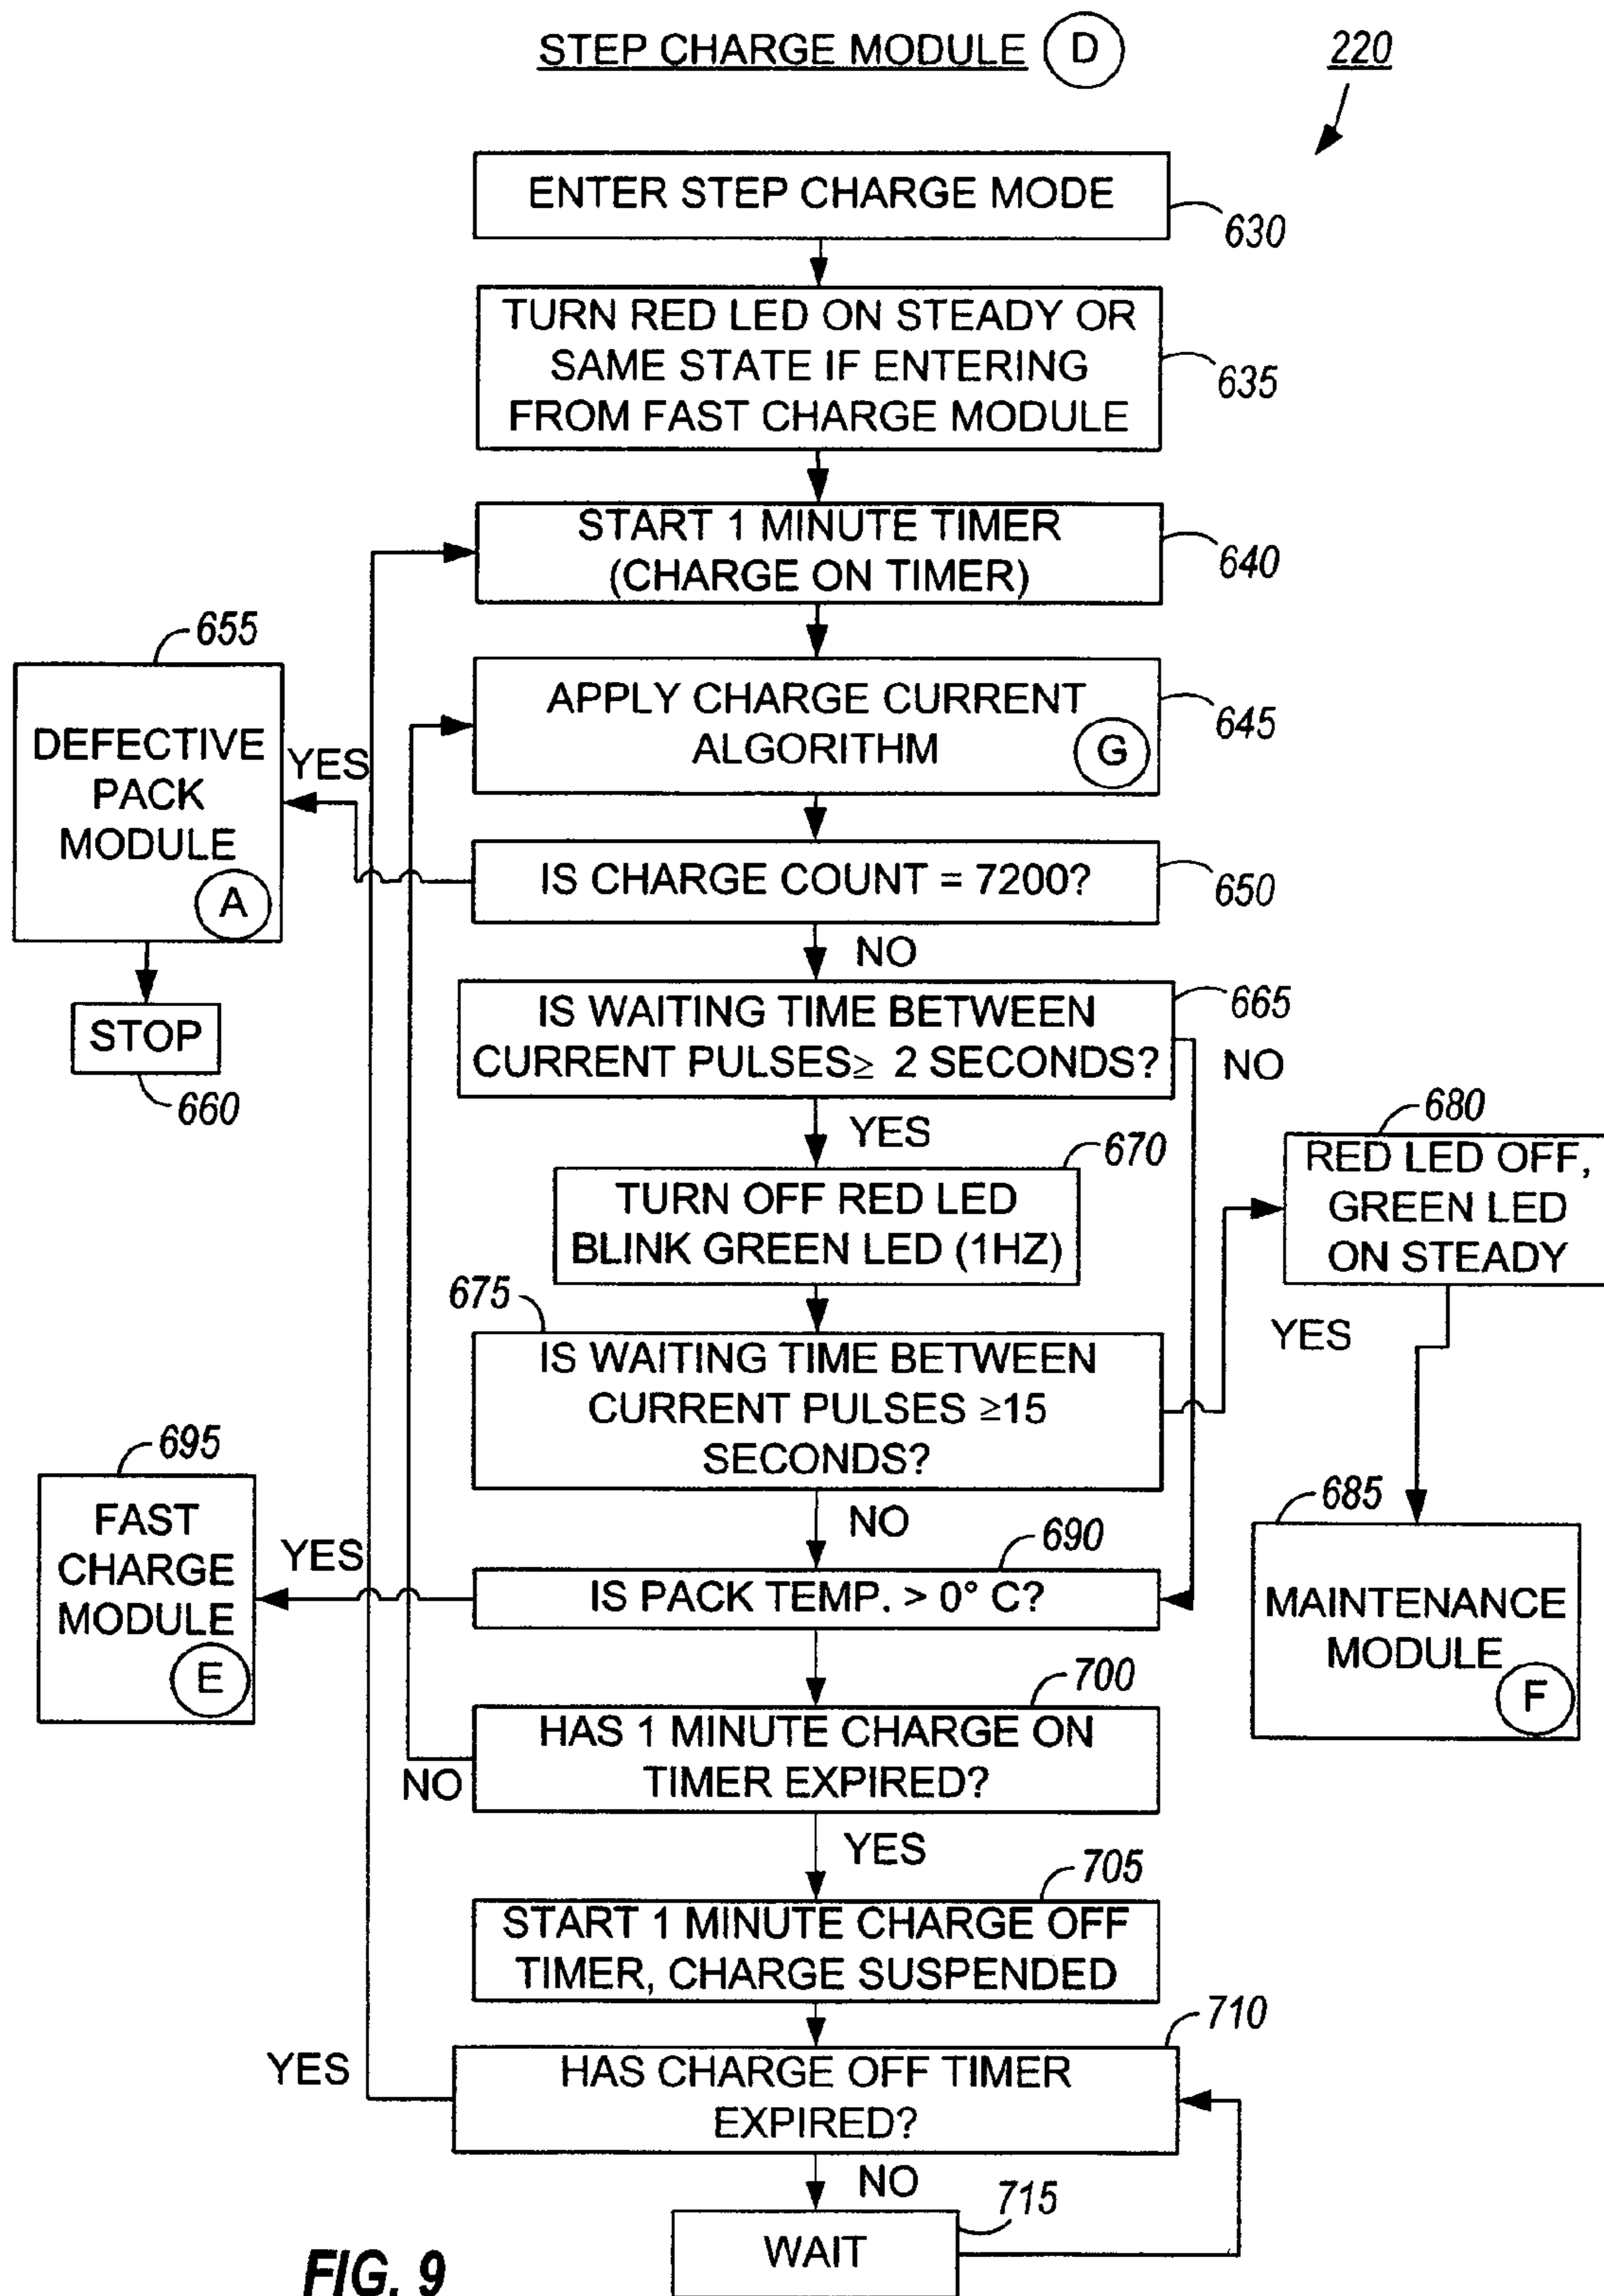 STEP CHARGE MODULE D
220
ENTER STEP CHARGE MODE
630
TURN RED LED ON STEADY OR
SAME STATE IF ENTERING
FROM FAST CHARGE MODULE
635
START 1 MINUTE TIMER
(CHARGE ON TIMER)
640
655
DEFECTIVE
PACK
MODULE
A
YES
APPLY CHARGE CURRENT
ALGORITHM
G
645
IS CHARGE COUNT = 7200?
650
NO
STOP
660
IS WAITING TIME BETWEEN
CURRENT PULSES≥ 2 SECONDS?
665
NO
YES
670
TURN OFF RED LED
BLINK GREEN LED (1HZ)
680
RED LED OFF,
GREEN LED
ON STEADY
675
IS WAITING TIME BETWEEN
CURRENT PULSES ≥15
SECONDS?
YES
NO
685
MAINTENANCE
MODULE
F
695
FAST
CHARGE
MODULE
E
YES
690
IS PACK TEMP. > 0° C?
700
HAS 1 MINUTE CHARGE ON
TIMER EXPIRED?
NO
YES
705
START 1 MINUTE CHARGE OFF
TIMER, CHARGE SUSPENDED
710
YES
HAS CHARGE OFF TIMER
EXPIRED?
NO
715
WAIT
FIG. 9